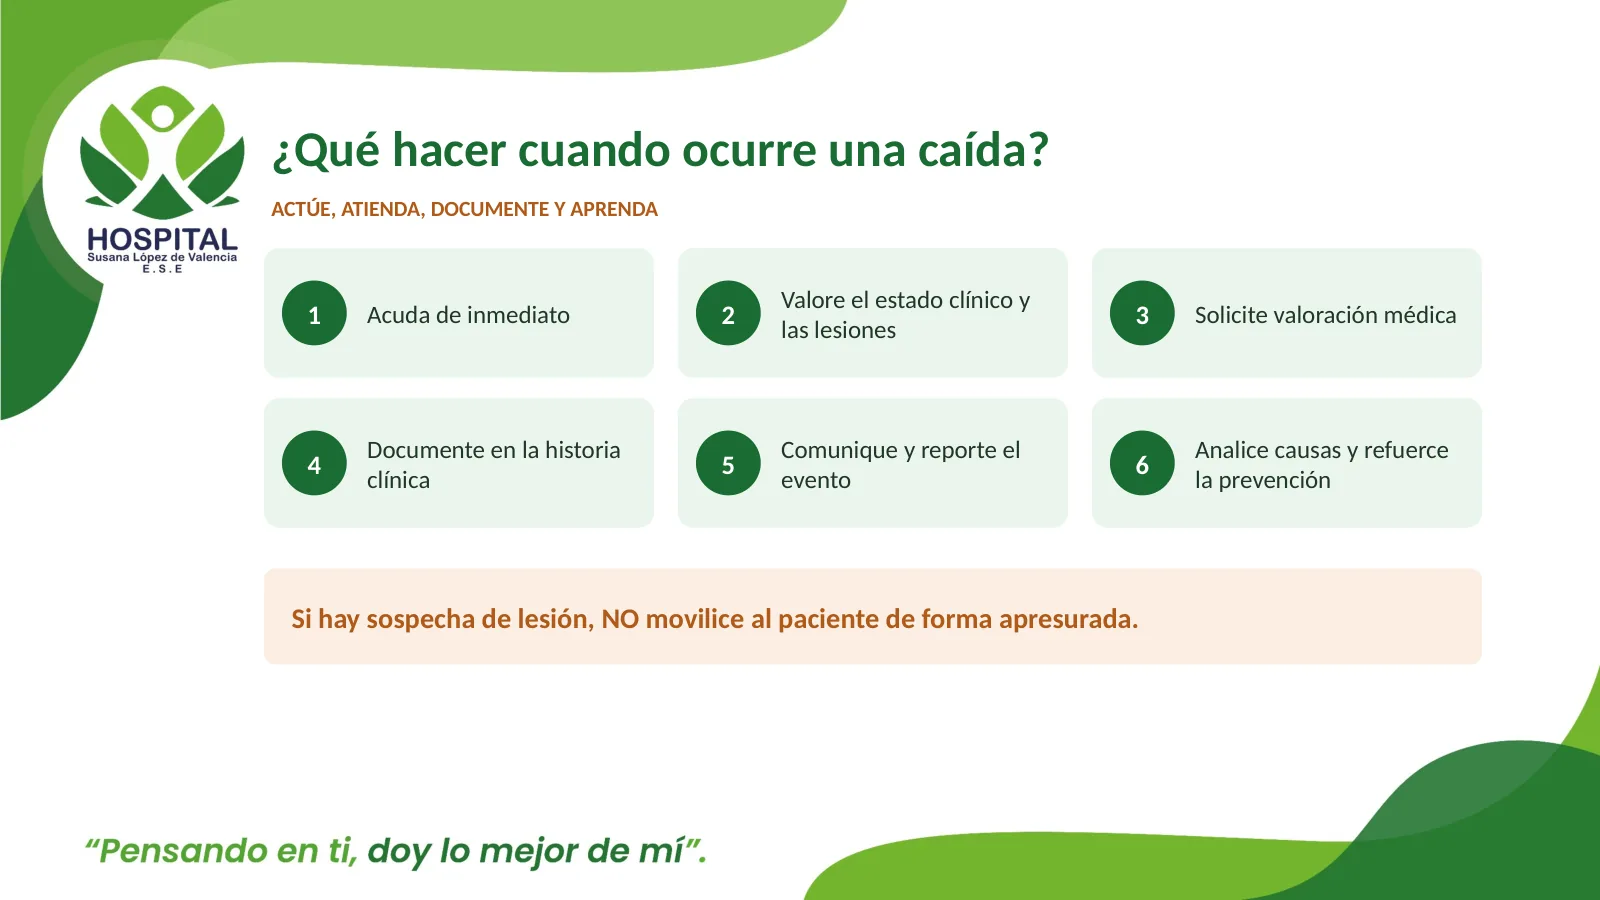 HOSPITAL
Susana López de Valencia
E.S.E
¿Qué hacer cuando ocurre una caída?
ACTÚE, ATIENDA, DOCUMENTE Y APRENDA
1
Acuda de inmediato
2
Valore el estado clínico y
las lesiones
3
Solicite valoración médica
4
Documente en la historia
clínica
5
Comunique y reporte el
evento
6
Analice causas y refuerce
la prevención
Si hay sospecha de lesión, NO movilice al paciente de forma apresurada.
“Pensando en ti, doy lo mejor de mí”.